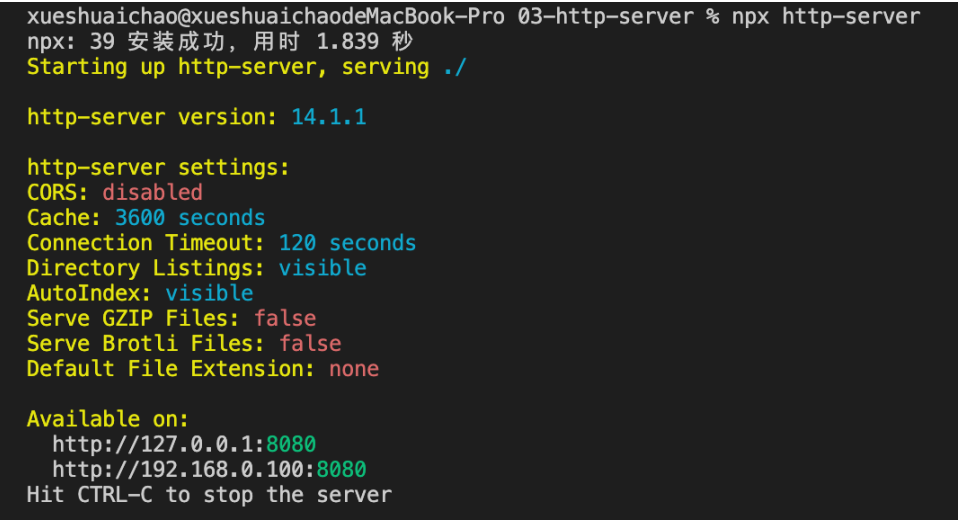 xueshuaichao@xueshuaichaodeMacBook-Pro 03-http-server % npx http-server
npx: 39 安装成功，用时 1.839 秒
Starting up http-server, serving ./
http-server version: 14.1.1
http-server settings:
CORS: disabled
Cache: 3600 seconds
Connection Timeout: 120 seconds
Directory Listings: visible
AutoIndex: visible
Serve GZIP Files: false
Serve Brotli Files: false
Default File Extension: none
Available on:
http://127.0.0.1:8080
http://192.168.0.100:8080
Hit CTRL-C to stop the server